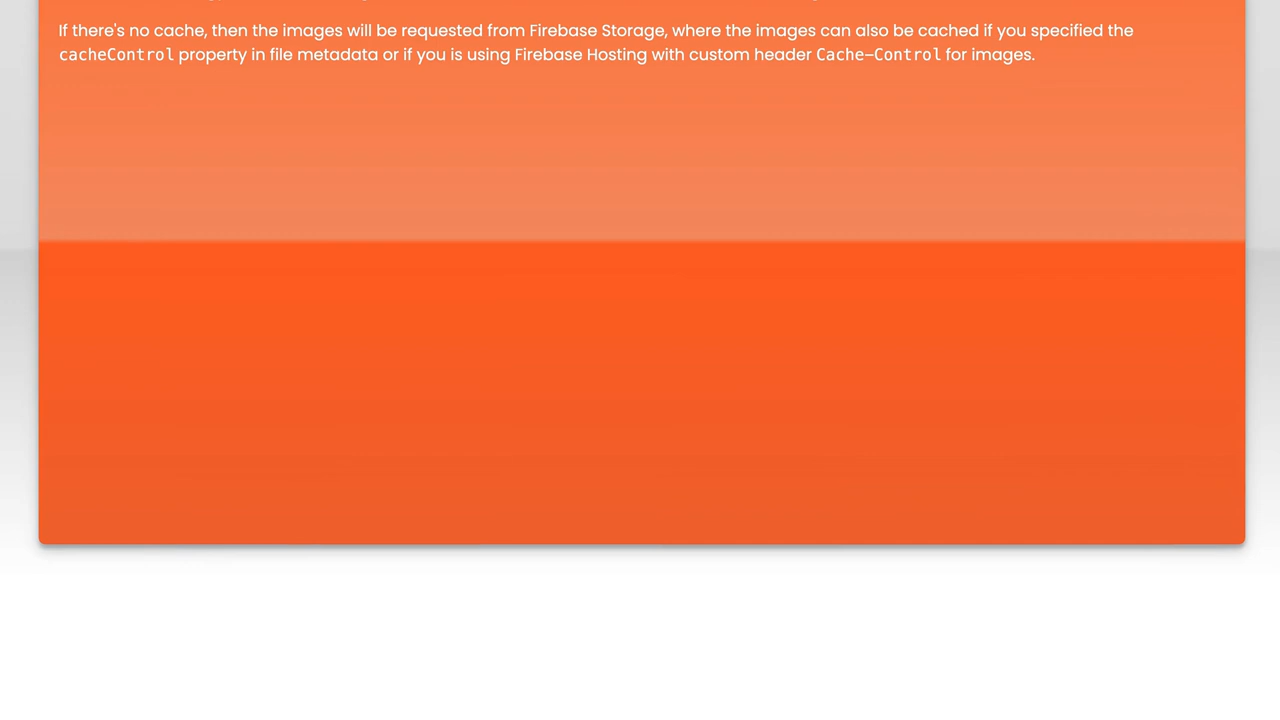 If there's no cache, then the images will be requested from Firebase Storage, where the images can also be cached if you specified the
cacheControl property in file metadata or if you is using Firebase Hosting with custom header Cache-Control for images.